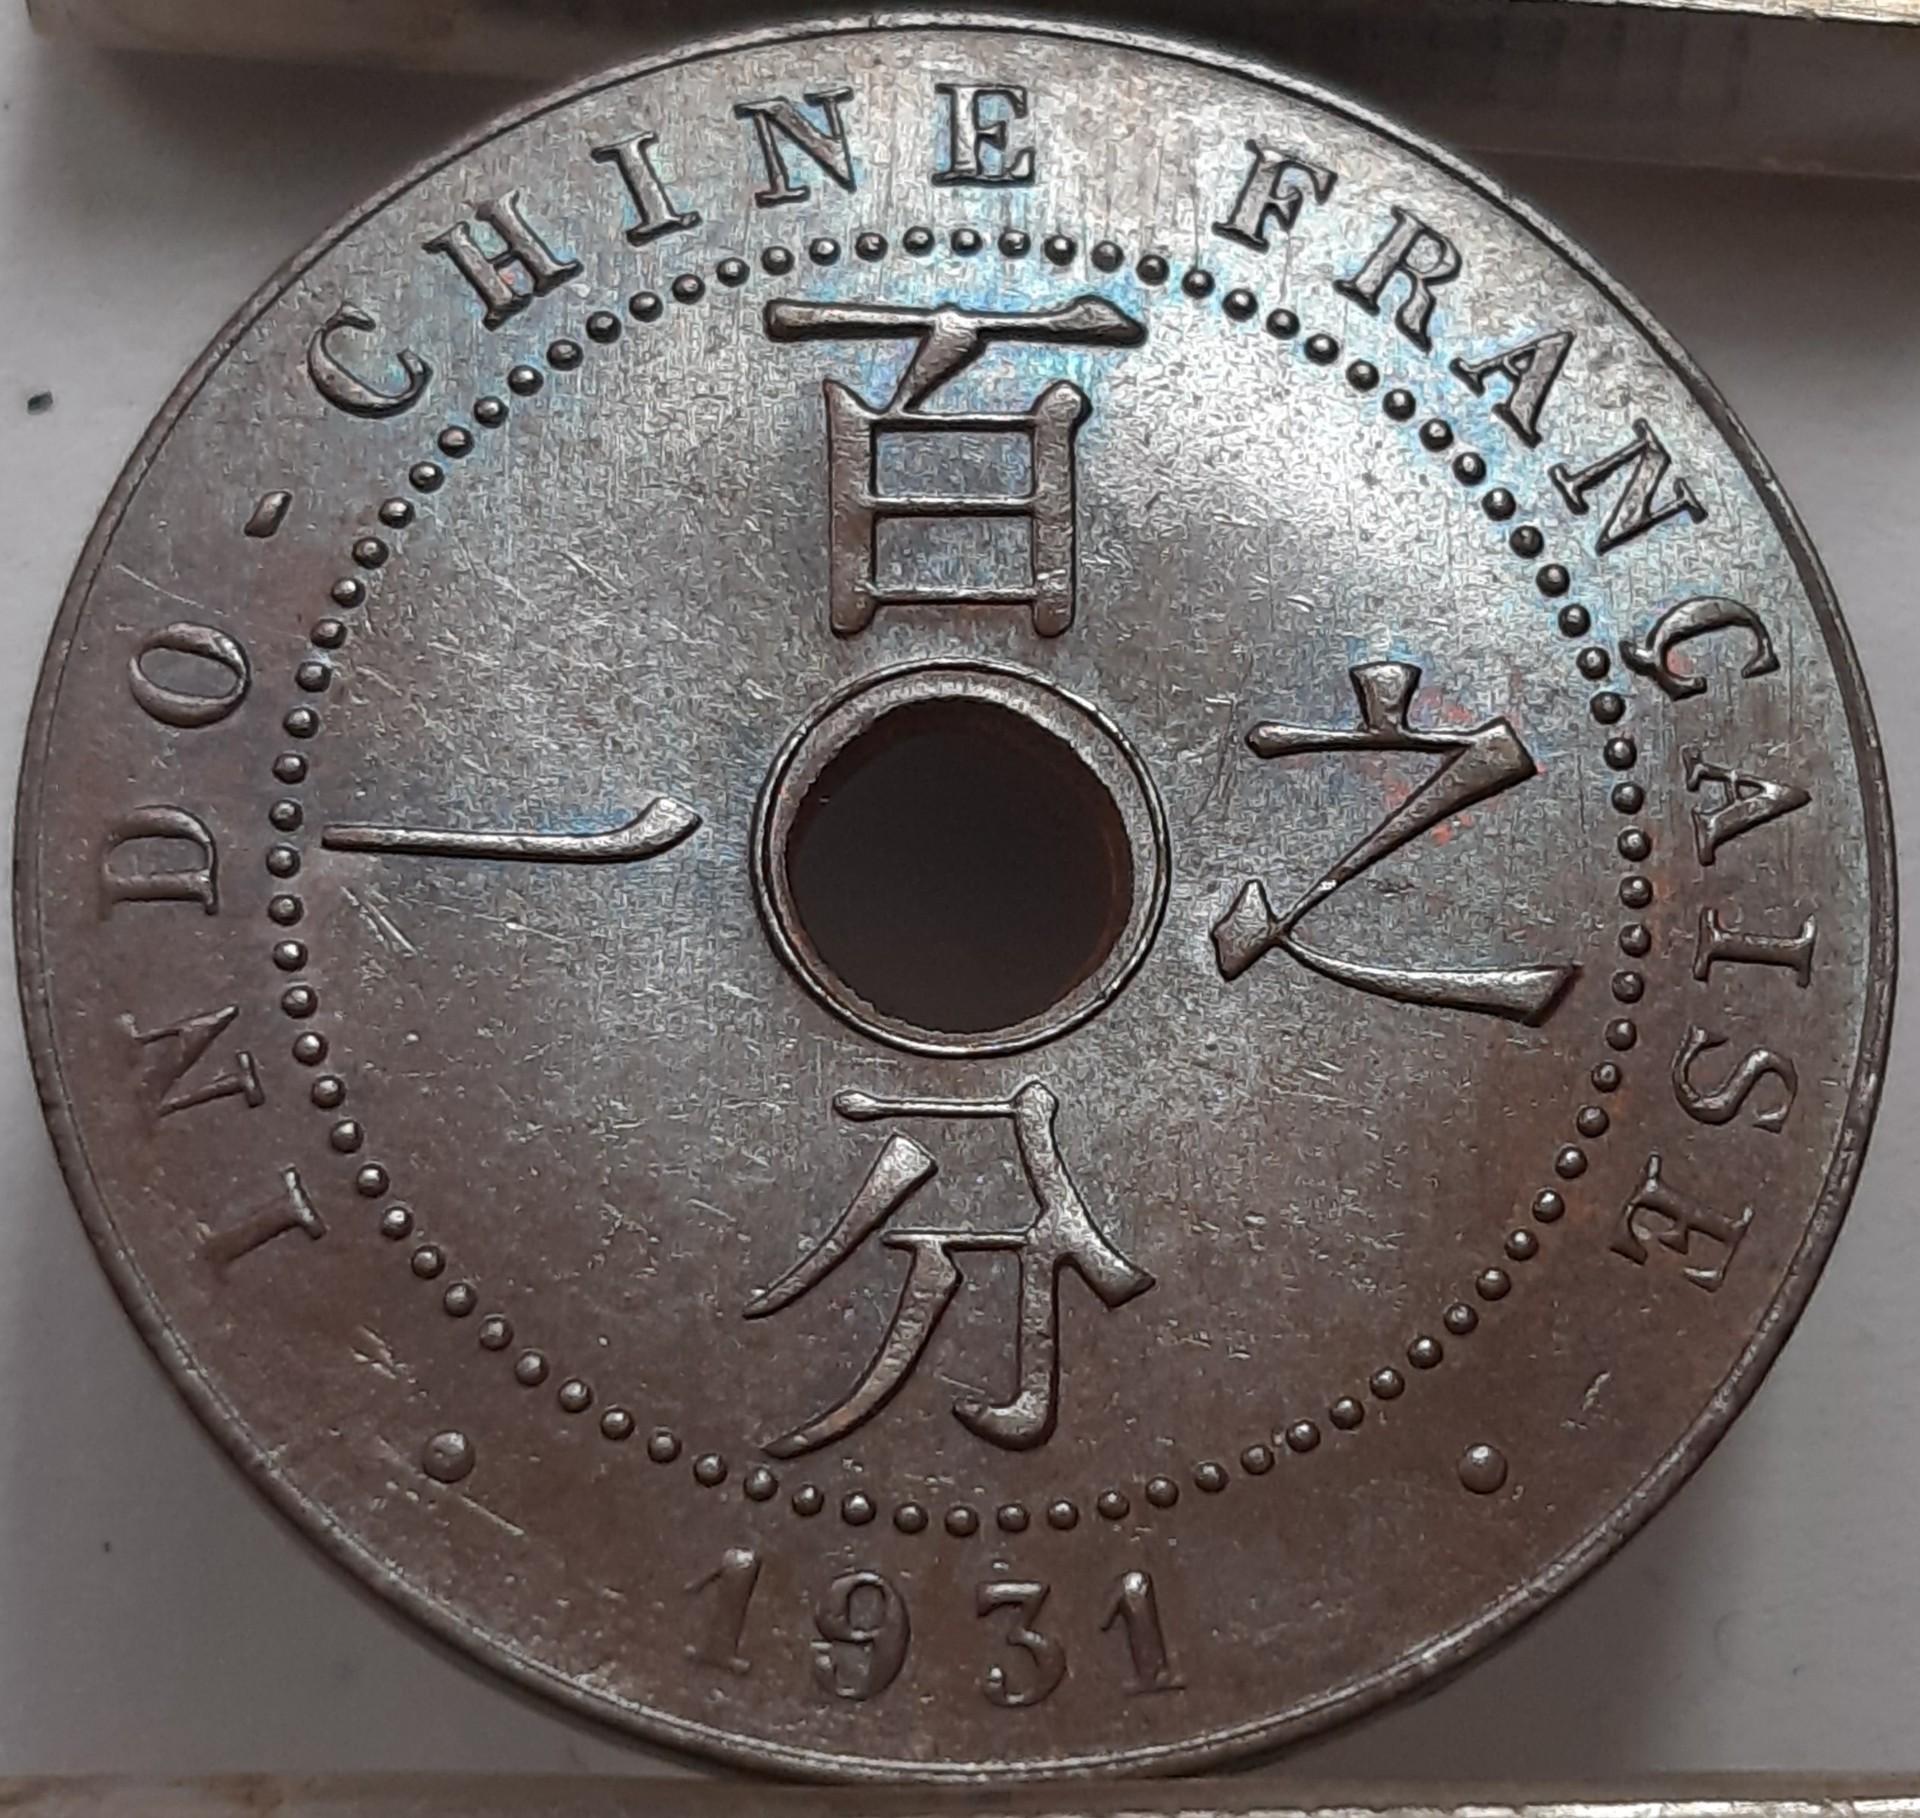 INDO-CHINE FRANÇAISE
百
之
分
一
· 1931 ·